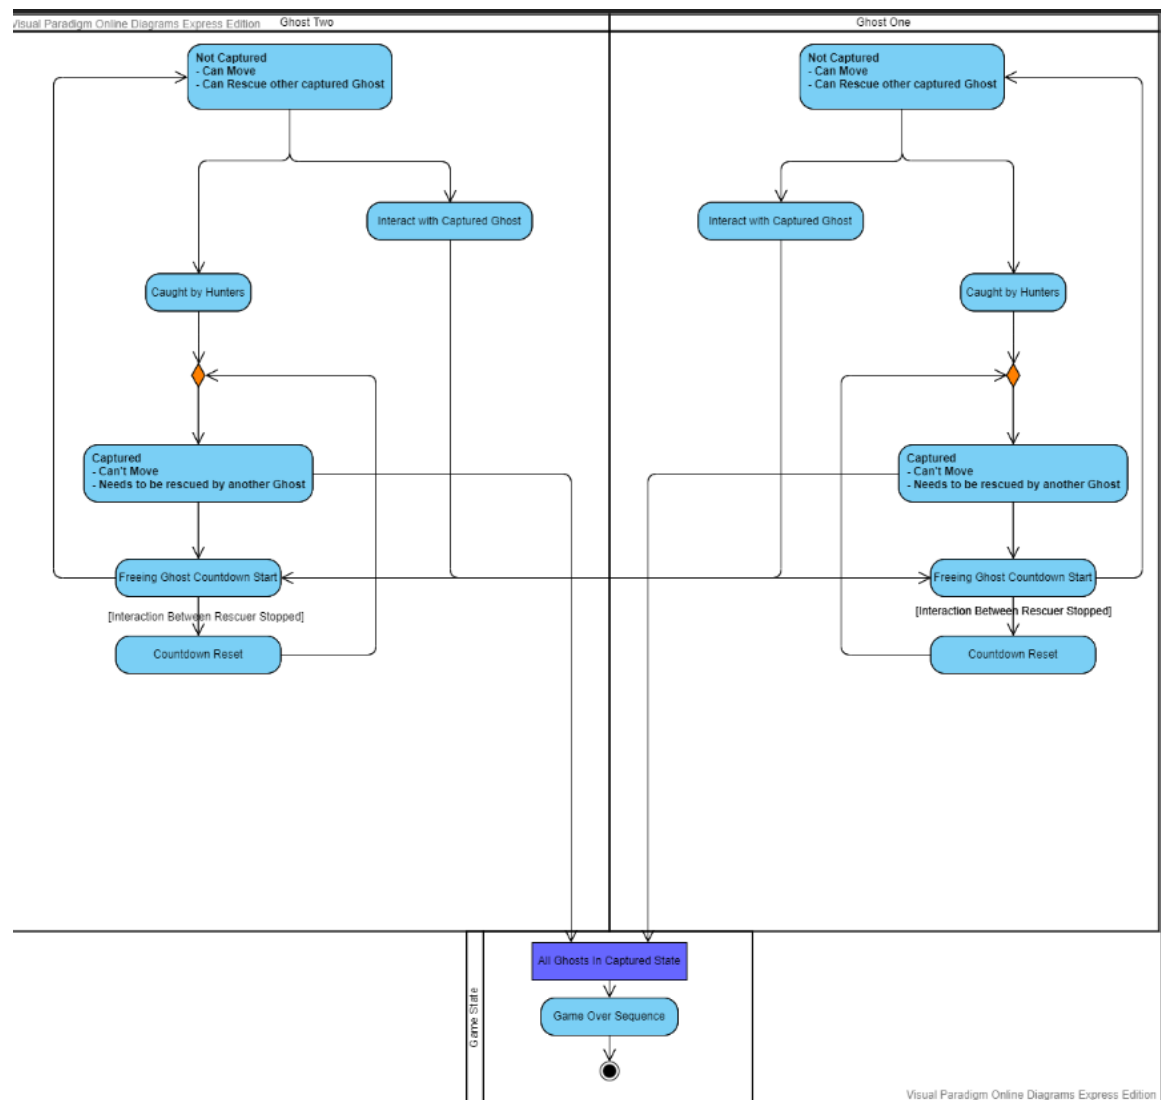 Visual Paradigm Online Diagrams Express Edition
Ghost Two
Ghost One
Not Captured
- Can Move
- Can Rescue other captured Ghost
Not Captured
- Can Move
- Can Rescue other captured Ghost
Interact with Captured Ghost
Interact with Captured Ghost
Caught by Hunters
Caught by Hunters
Captured
- Can't Move
- Needs to be rescued by another Ghost
Captured
- Can't Move
- Needs to be rescued by another Ghost
Freeing Ghost Countdown Start
Freeing Ghost Countdown Start
[Interaction Between Rescuer Stopped]
[Interaction Between Rescuer Stopped]
Countdown Reset
Countdown Reset
All Ghosts In Captured State
Game State
Game Over Sequence
Visual Paradigm Online Diagrams Express Edition